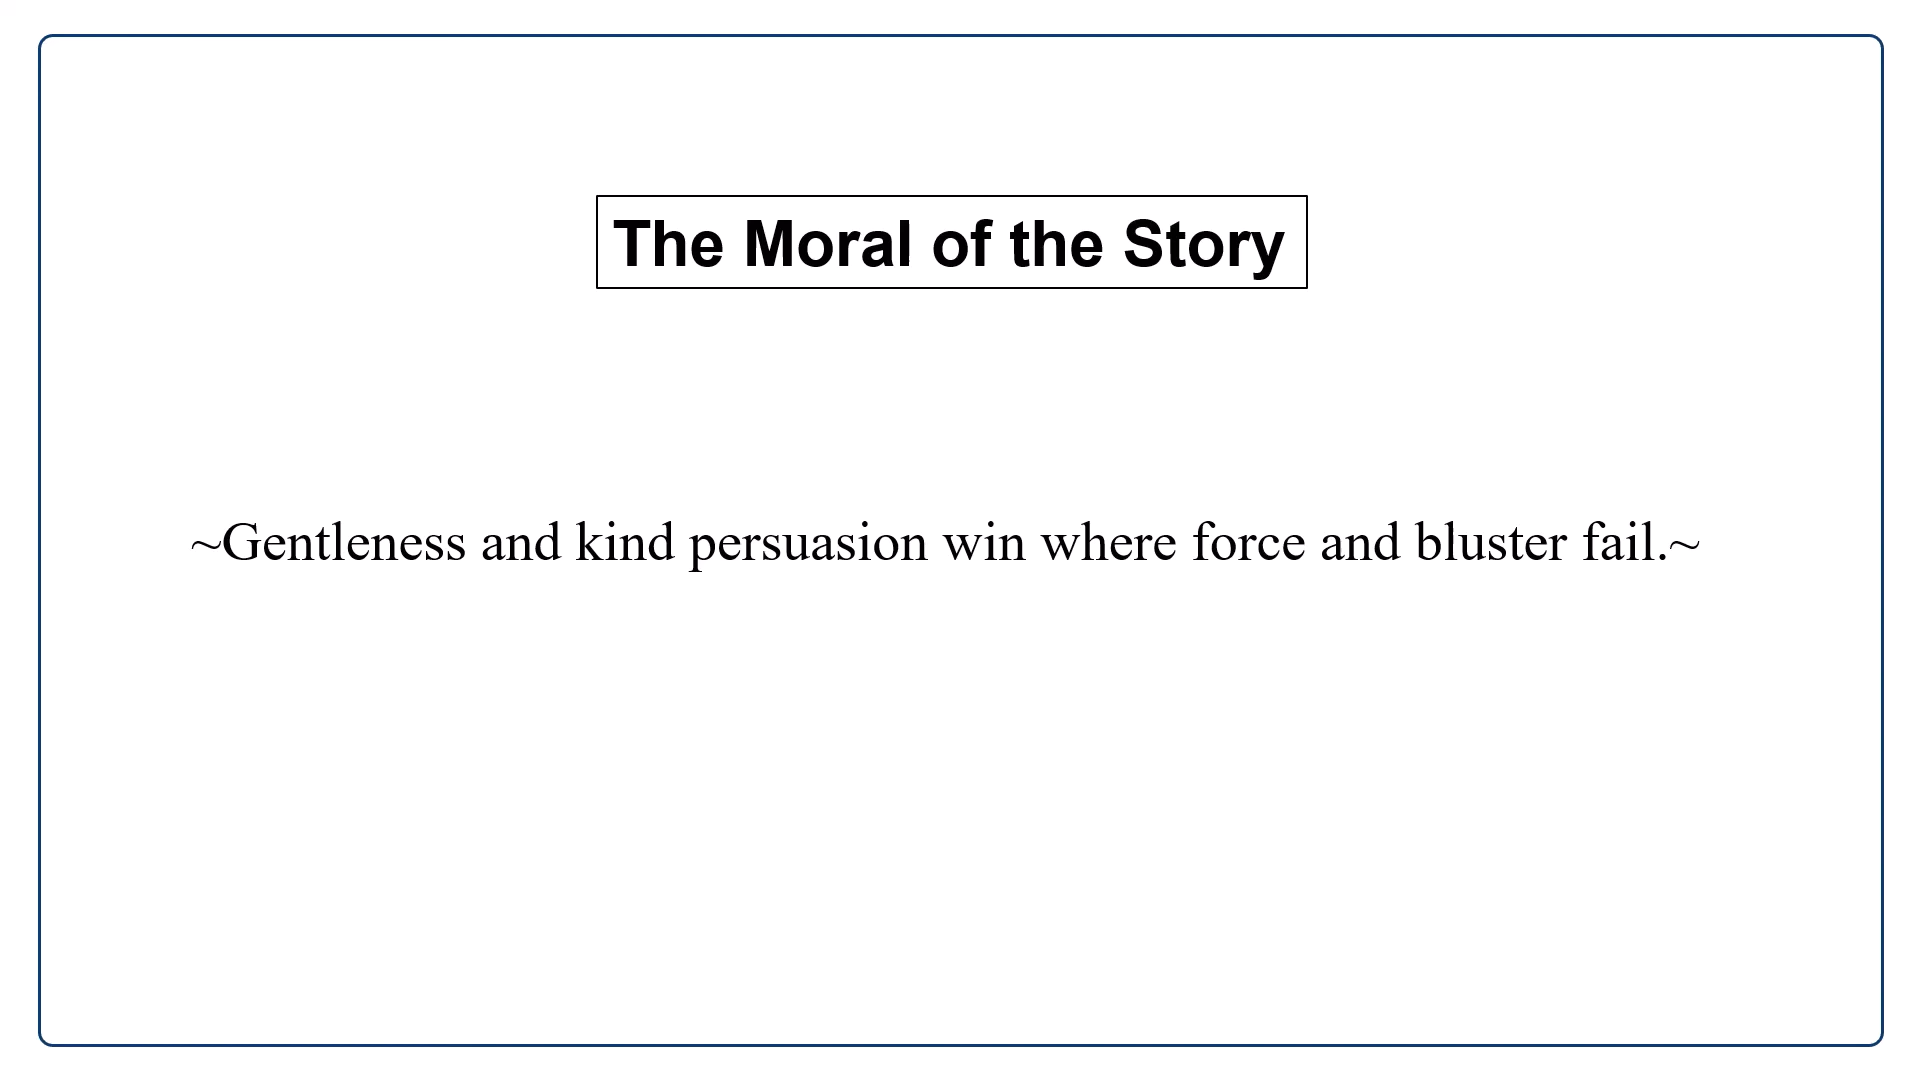 The Moral of the Story
~Gentleness and kind persuasion win where force and bluster fail.~